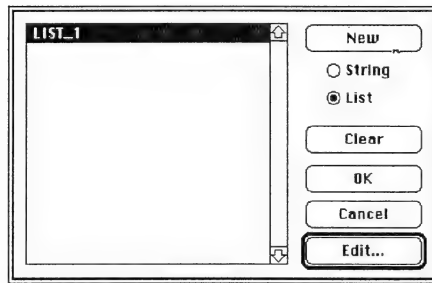 LIST_1
New
String
List
Clear
OK
Cancel
Edit...